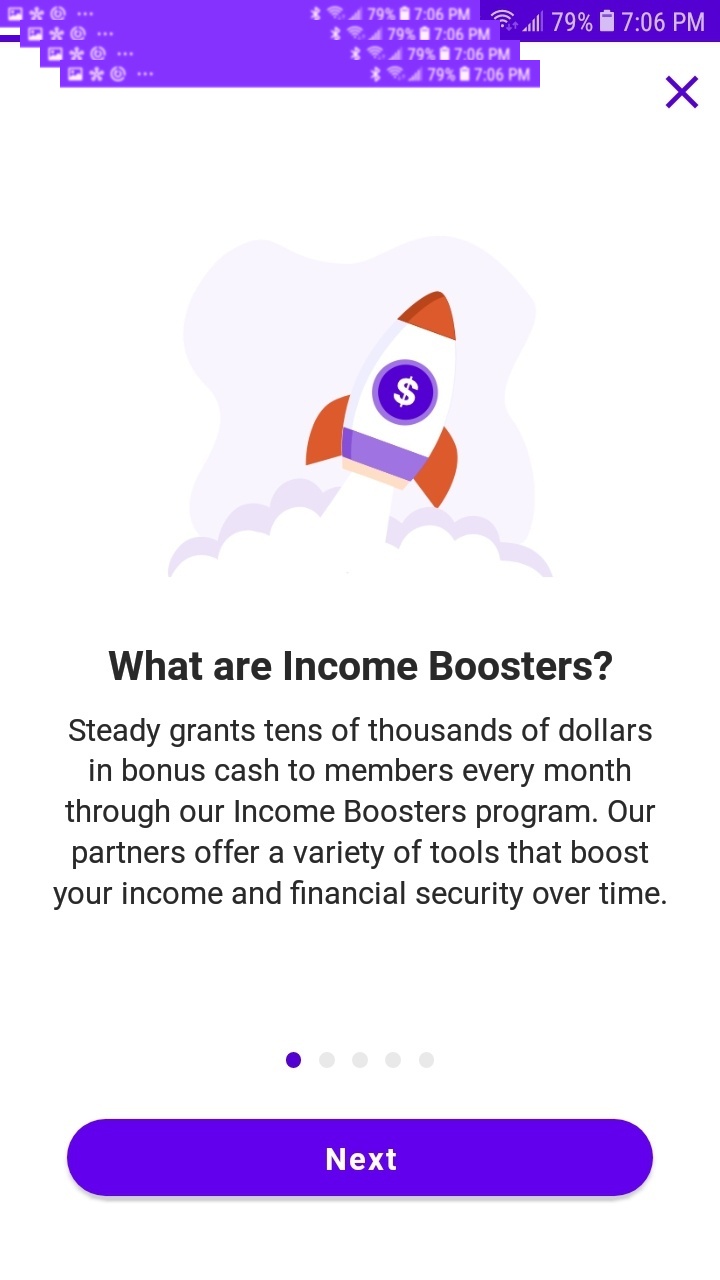 79% 7:06 PM
79% 7:06 PM
79% 7:06 PM
79% 7:06 PM
79% 7:06 PM
$
What are Income Boosters?
Steady grants tens of thousands of dollars
in bonus cash to members every month
through our Income Boosters program. Our
partners offer a variety of tools that boost
your income and financial security over time.
Next